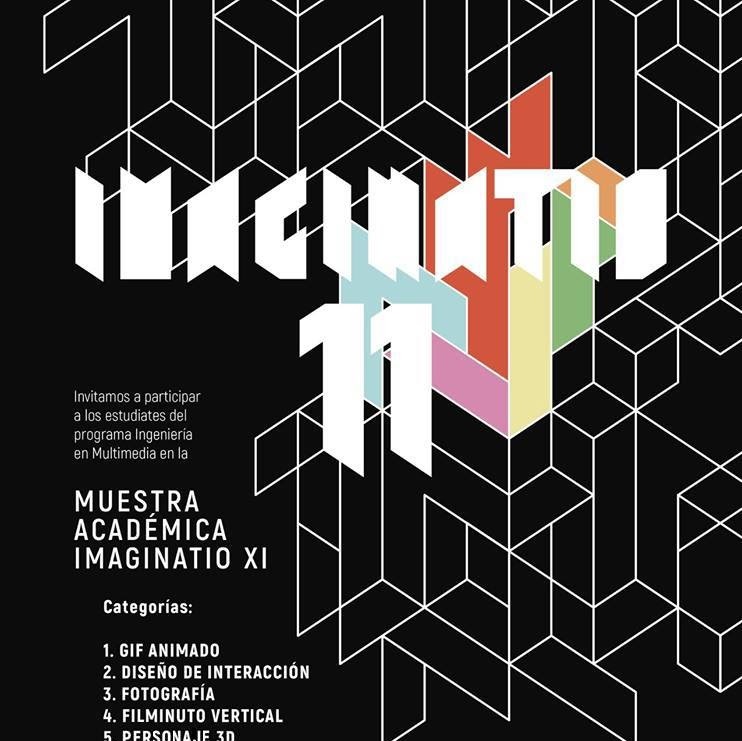 IMAGINATIO
11
Invitamos a participar
a los estudiates del
programa Ingeniería
en Multimedia en la
MUESTRA
ACADÉMICA
IMAGINATIO XI
Categorías:
1. GIF ANIMADO
2. DISEÑO DE INTERACCIÓN
3. FOTOGRAFÍA
4. FILMINUTO VERTICAL
5. PERSONAJE 3D